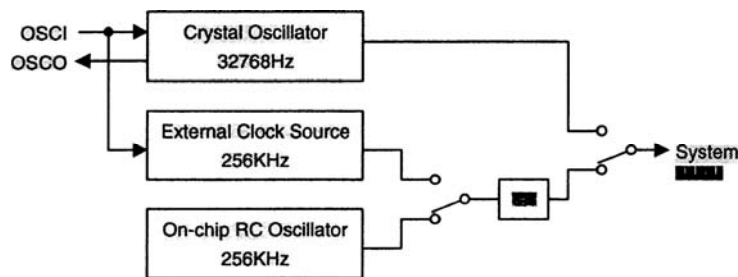 OSCI
OSCO
Crystal Oscillator
32768Hz
External Clock Source
256KHz
On-chip RC Oscillator
256KHz
System